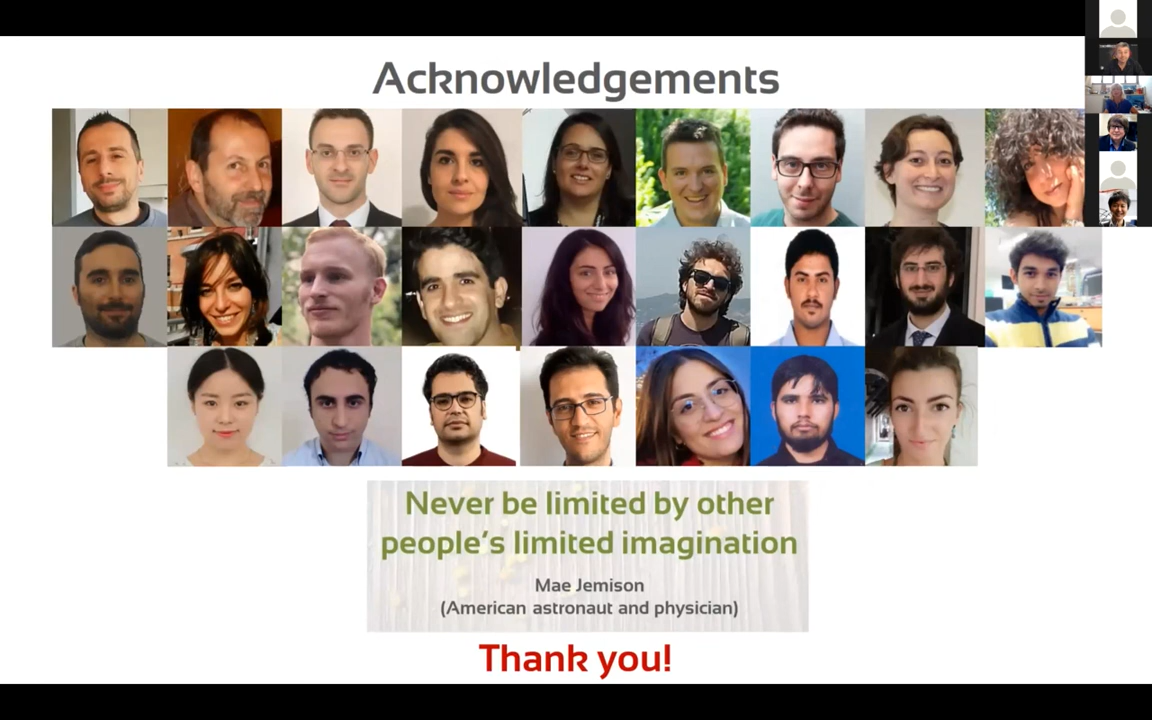 Acknowledgements
Never be limited by other
people's limited imagination
Mae Jemison
(American astronaut and physician)
Thank you!